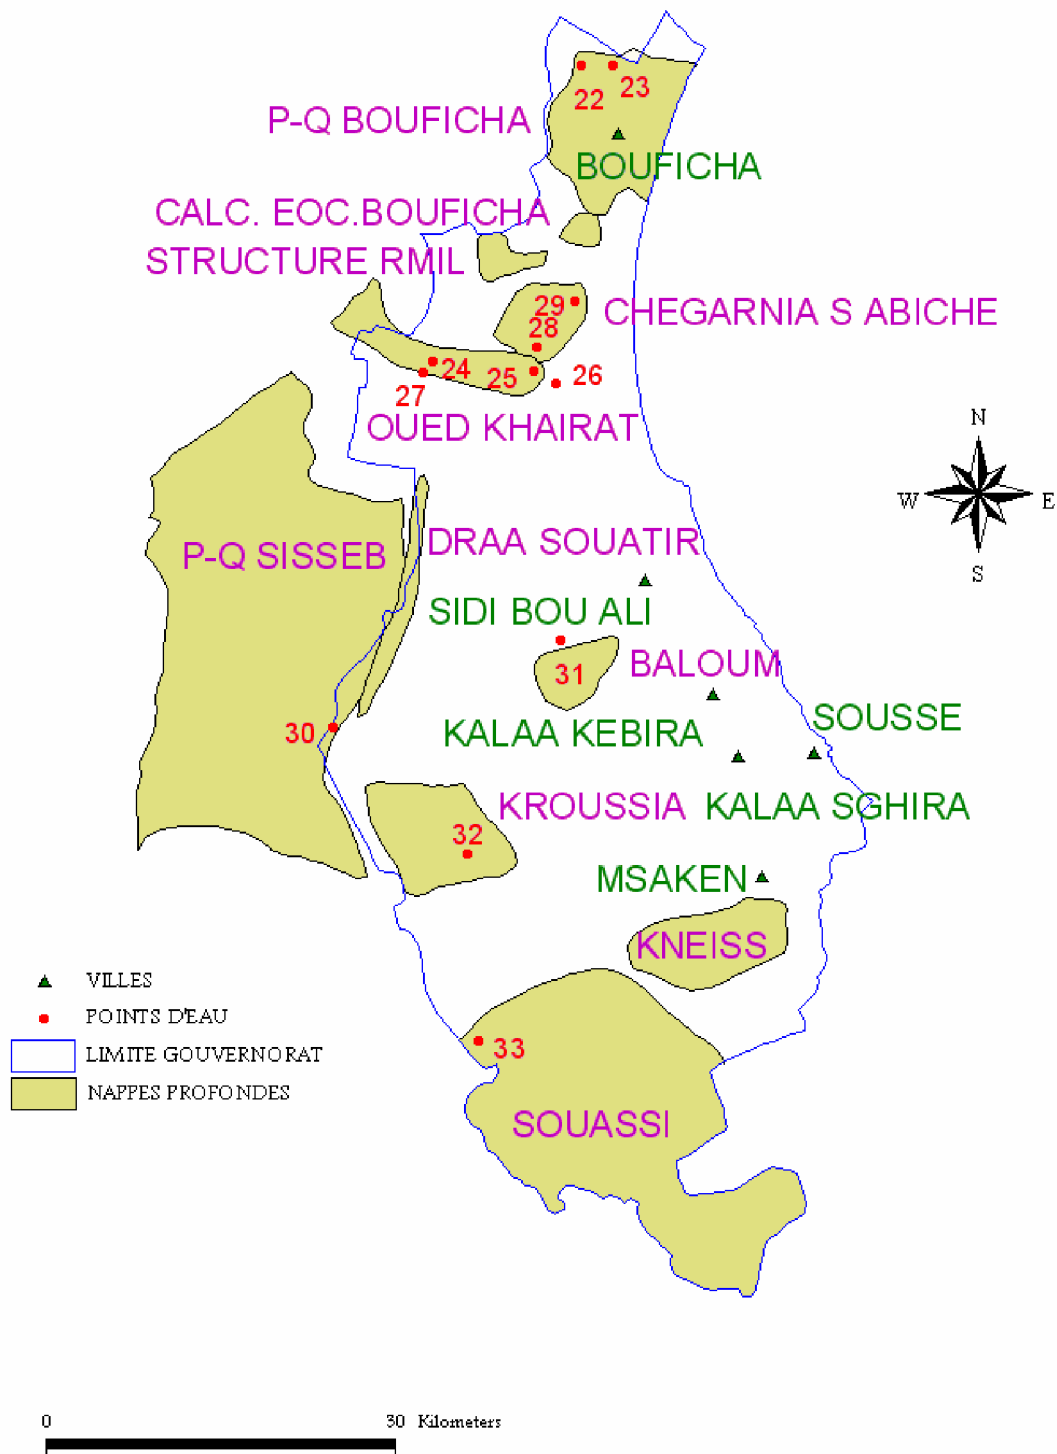 22
23
P-Q BOUFICHA
BOUFICHA
CALC. EOC.BOUFICHA
STRUCTURE RMIL
29
CHEGARNIA S ABICHE
28
24
25
26
27
OUED KHAIRAT
N
W
E
S
P-Q SISSEB
DRAA SOUATIR
SIDI BOU ALI
BALOUM
31
30
KALAA KEBIRA
SOUSSE
KROUSSIA
KALAA SGHIRA
32
MSAKEN
KNEISS
VILLES
POINTS D'EAU
LIMITE GOUVERNORAT
NAPPES PROFONDES
33
SOUASSI
0
30 Kilometers